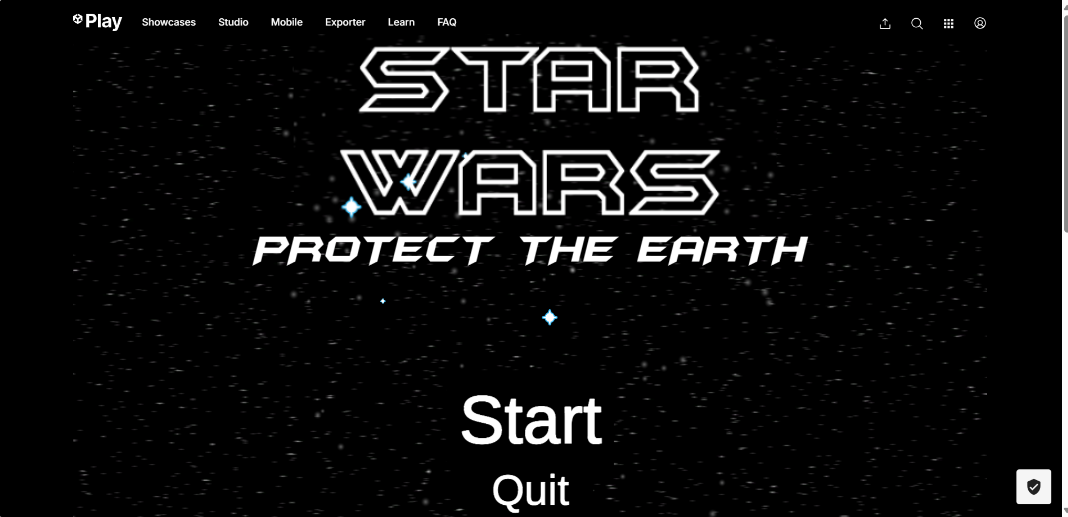 Play Showcases Studio Mobile Exporter Learn FAQ
STAR
WARS
PROTECT THE EARTH
Start
Quit